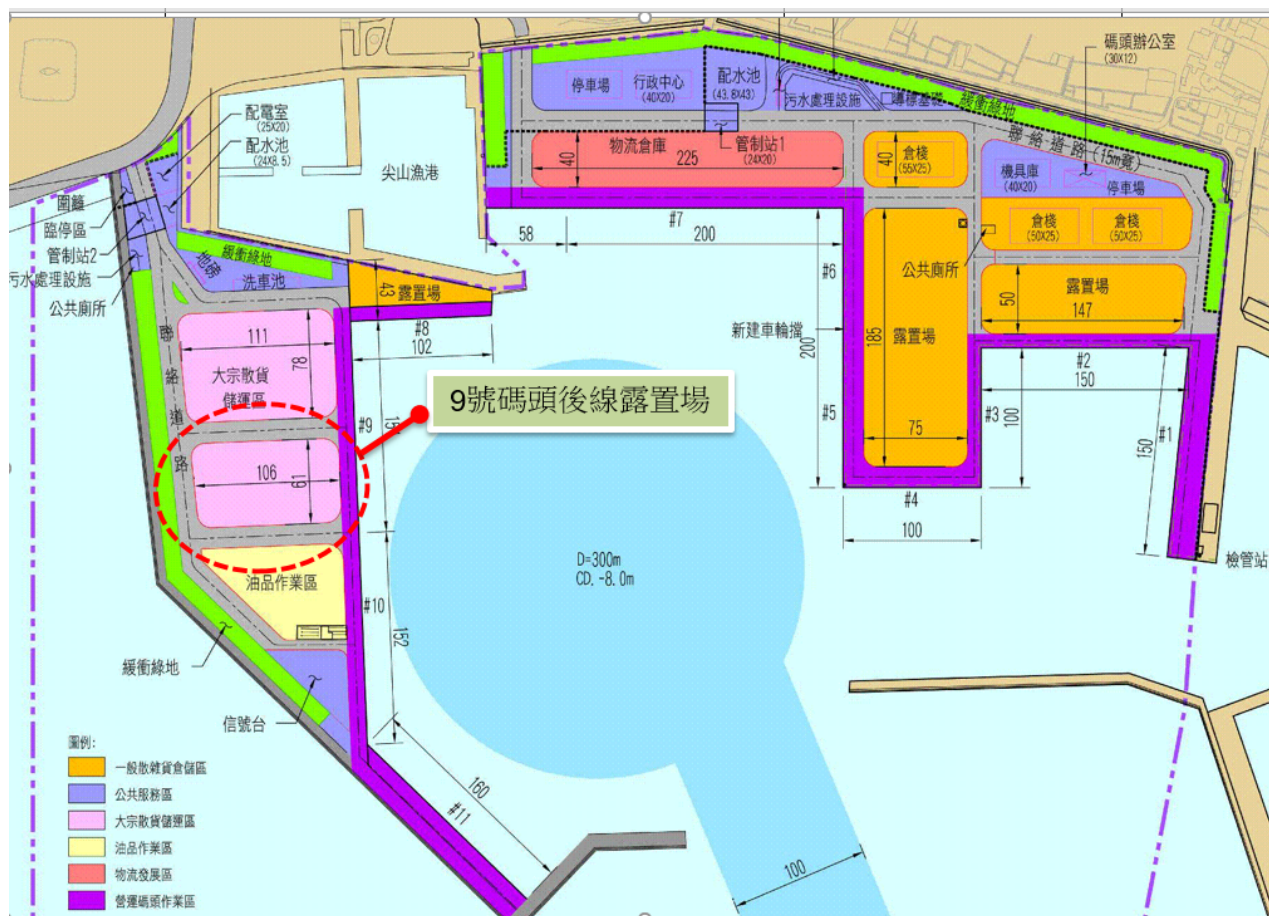 碼頭辦公室
(30X12)
配電室
(25X20)
配水池
(24X8.5)
尖山漁港
停車場
行政中心
(40X20)
配水池
(43.8X43)
污水處理設施
緩衝綠地
聯絡道路(15m寬)
物流倉庫
40
225
管制站1
(24X20)
倉棧
(55X25)
40
機具庫
(40X20)
停車場
倉棧
(50X25)
倉棧
(50X25)
公共廁所
露置場
50
147
圍籬
臨停區
管制站2
污水處理設施
公共廁所
緩衝綠地
地磅
洗車池
43
露置場
#8
102
58
#7
200
#6
新建車輪擋
200
#5
185
露置場
75
#3
100
#2
150
#1
150
#4
100
檢管站
聯絡道路
111
78
大宗散貨
儲運區
#9
9號碼頭後線露置場
106
61
油品作業區
#10
152
D=300m
CD. -8.0m
緩衝綠地
信號台
160
#11
100
圖例:
一般散雜貨倉儲區
公共服務區
大宗散貨儲運區
油品作業區
物流發展區
營運碼頭作業區